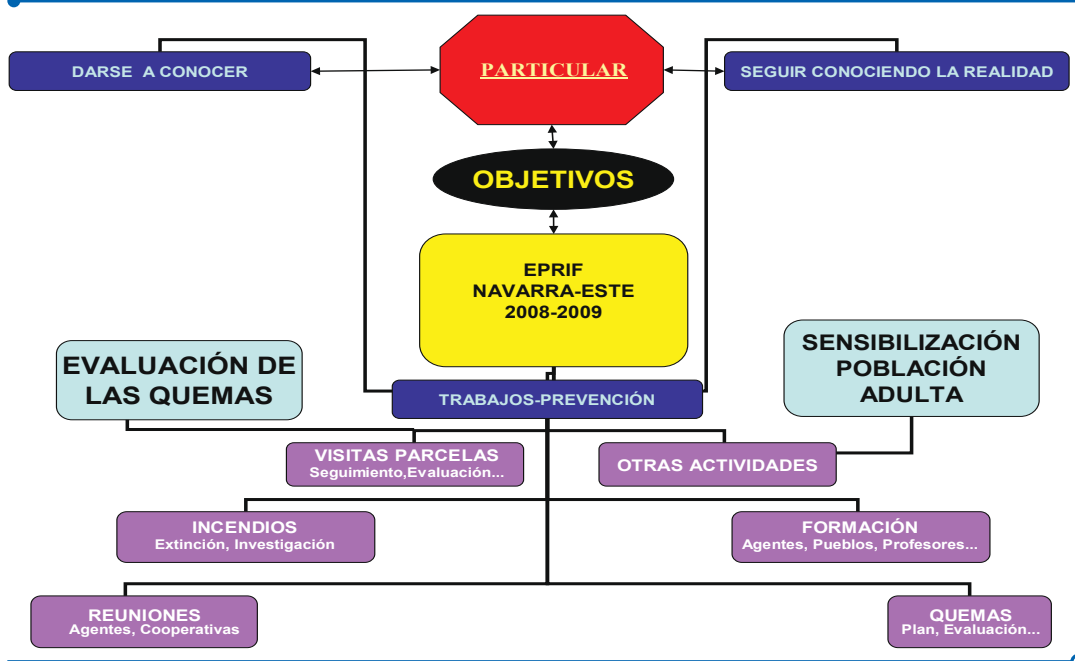 PARTICULAR
DARSE A CONOCER
SEGUIR CONOCIENDO LA REALIDAD
OBJETIVOS
EPRIF
NAVARRA-ESTE
2008-2009
EVALUACIÓN DE
LAS QUEMAS
SENSIBILIZACIÓN
POBLACIÓN
ADULTA
TRABAJOS-PREVENCIÓN
VISITAS PARCELAS
Seguimiento,Evaluación...
OTRAS ACTIVIDADES
INCENDIOS
Extinción, Investigación
FORMACIÓN
Agentes, Pueblos, Profesores...
REUNIONES
Agentes, Cooperativas
QUEMAS
Plan, Evaluación...